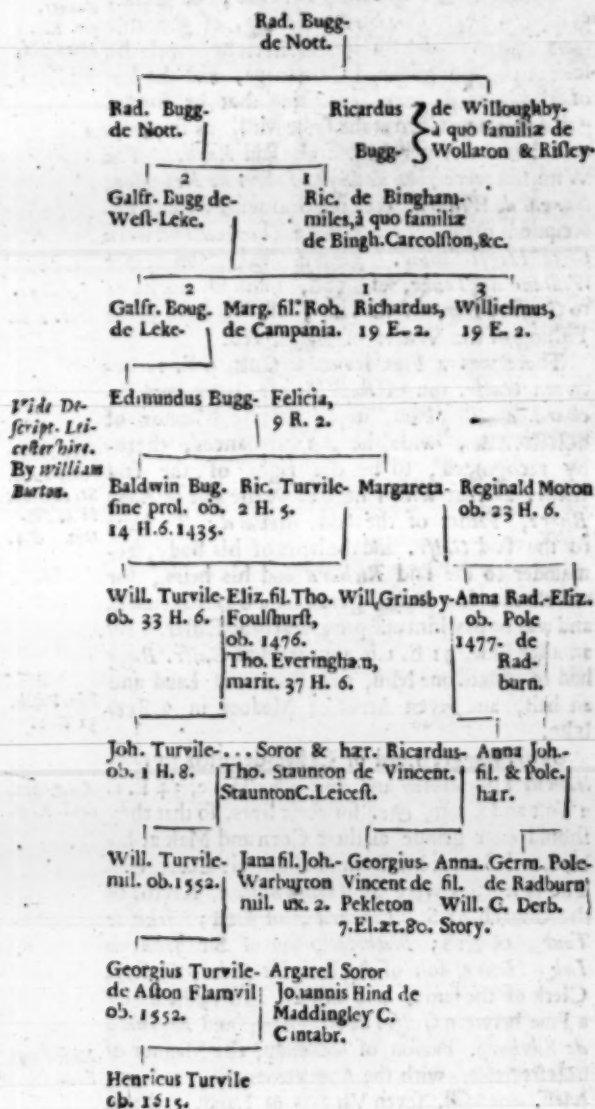 Rad. Bugg-
de Nott.
Rad. Bugg- Ricardus } de Willoughby-
de Nott. à quo familiæ de
Bugg- Wollaton & Risley-
2 1
Galfr. Bugg de- Ric. de Bingham-
West-Leke. miles, à quo familiæ
de Bingh. Carcolston, &c.
2 1 3
Galfr. Boug. Marg. fil. Rob. Richardus, Willielmus,
de Leke- de Campania. 19 E. 2. 19 E. 2.
Edmundus Bugg- Felicia,
9 R. 2.
Vide De-
script. Lei-
cestershire.
By William
Burton.
Baldwin Bug. Ric. Turvile- Margareta- Reginald Moton
sine prol. ob. 2 H. 5. ob. 23 H. 6.
14 H. 6. 1435.
Will. Turvile- Eliz. fil. Tho. Will. Grinsby- Anna Rad.- Eliz.
ob. 33 H. 6. Foulshurst, ob. Pole
ob. 1476. 1477. de
Tho. Everingham, Rad-
marit. 37 H. 6. burn.
Joh. Turvile- ... Soror & hær. Ricardus- Anna Joh.-
ob. 1 H. 8. Tho. Staunton de Vincent. fil. & Pole.
Staunton C. Leicest. hær.
Will. Turvile- Jana fil. Joh.- Georgius- Anna. Germ. Pole-
mil. ob. 1552. Warburton Vincent de fil. de Radburn
mil. ux. 2. Pekleton Will. C. Derb.
7. El. æt. 80. Story.
Georgius Turvile- Argarel Soror
de Aston Flamvil Johannis Hind de
ob. 1552. Maddingley C.
Cantabr.
Henricus Turvile
ob. 1615.